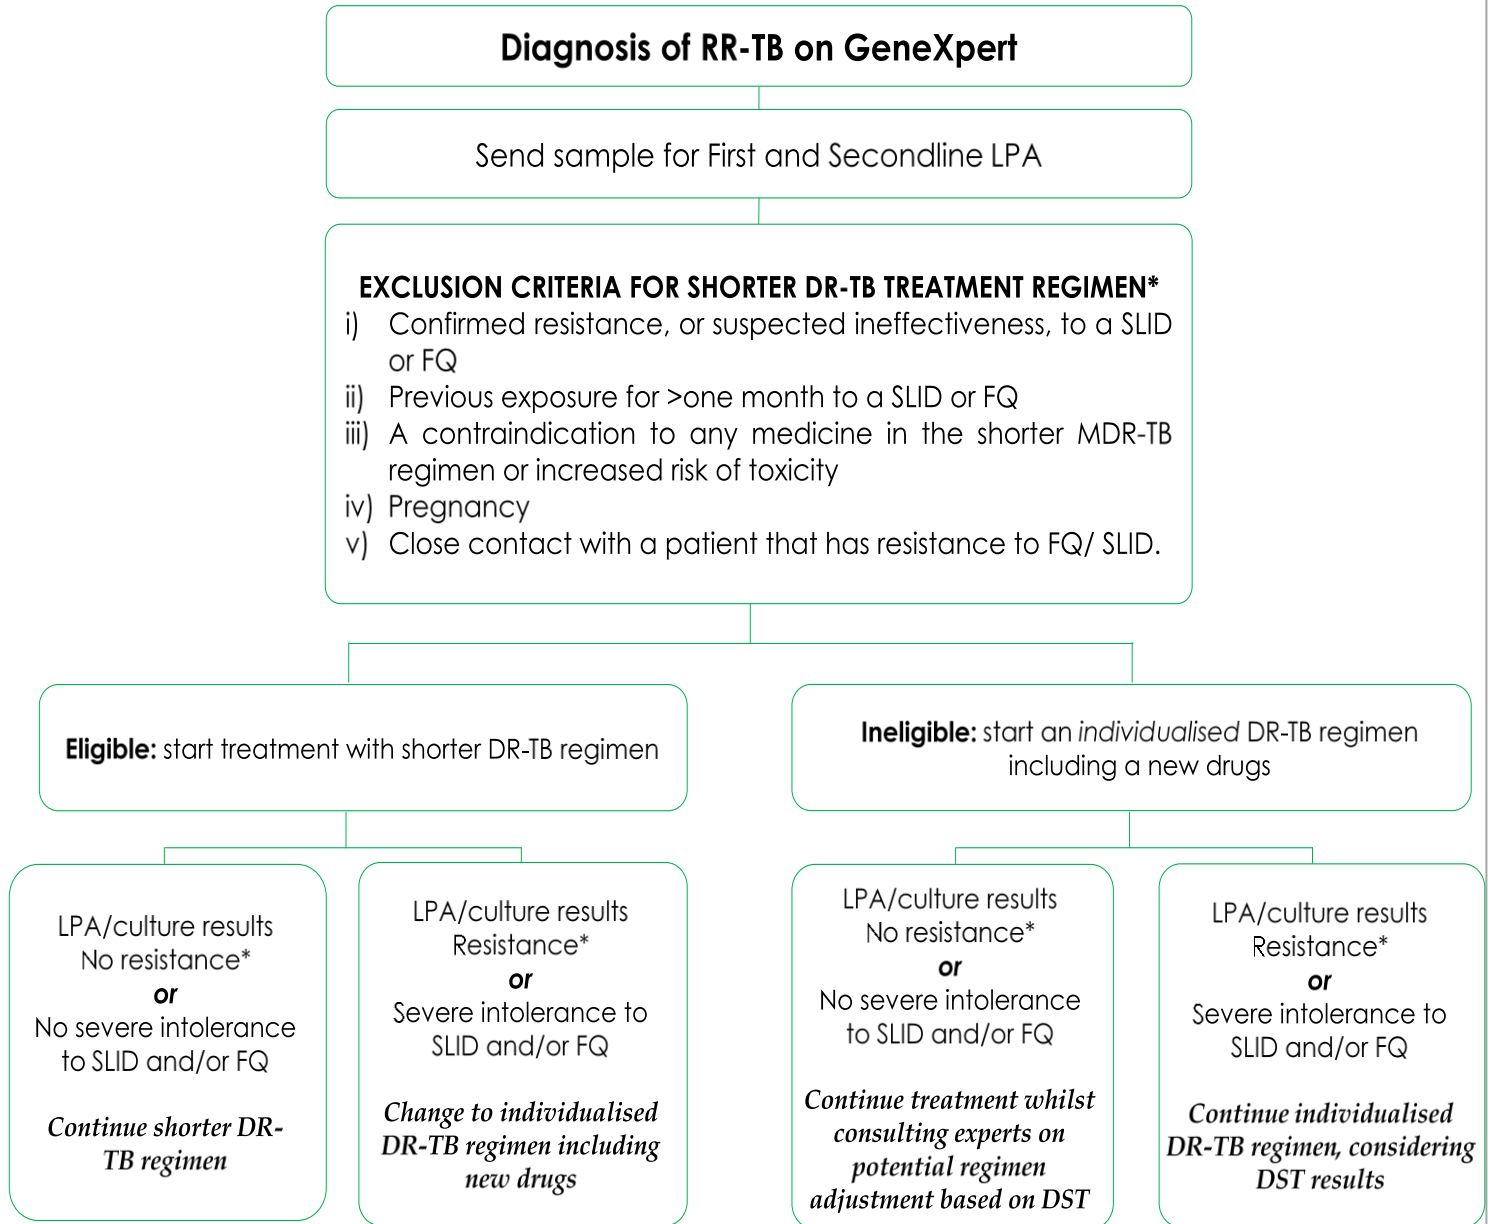 Diagnosis of RR-TB on GeneXpert
Send sample for First and Secondline LPA
EXCLUSION CRITERIA FOR SHORTER DR-TB TREATMENT REGIMEN*
i) Confirmed resistance, or suspected ineffectiveness, to a SLID
or FQ
ii) Previous exposure for >one month to a SLID or FQ
iii) A contraindication to any medicine in the shorter MDR-TB
regimen or increased risk of toxicity
iv) Pregnancy
v) Close contact with a patient that has resistance to FQ/ SLID.
Eligible: start treatment with shorter DR-TB regimen
Ineligible: start an individualised DR-TB regimen
including a new drugs
LPA/culture results
No resistance*
or
No severe intolerance
to SLID and/or FQ
Continue shorter DR-
TB regimen
LPA/culture results
Resistance*
or
Severe intolerance to
SLID and/or FQ
Change to individualised
DR-TB regimen including
new drugs
LPA/culture results
No resistance*
or
No severe intolerance
to SLID and/or FQ
Continue treatment whilst
consulting experts on
potential regimen
adjustment based on DST
LPA/culture results
Resistance*
or
Severe intolerance to
SLID and/or FQ
Continue individualised
DR-TB regimen, considering
DST results